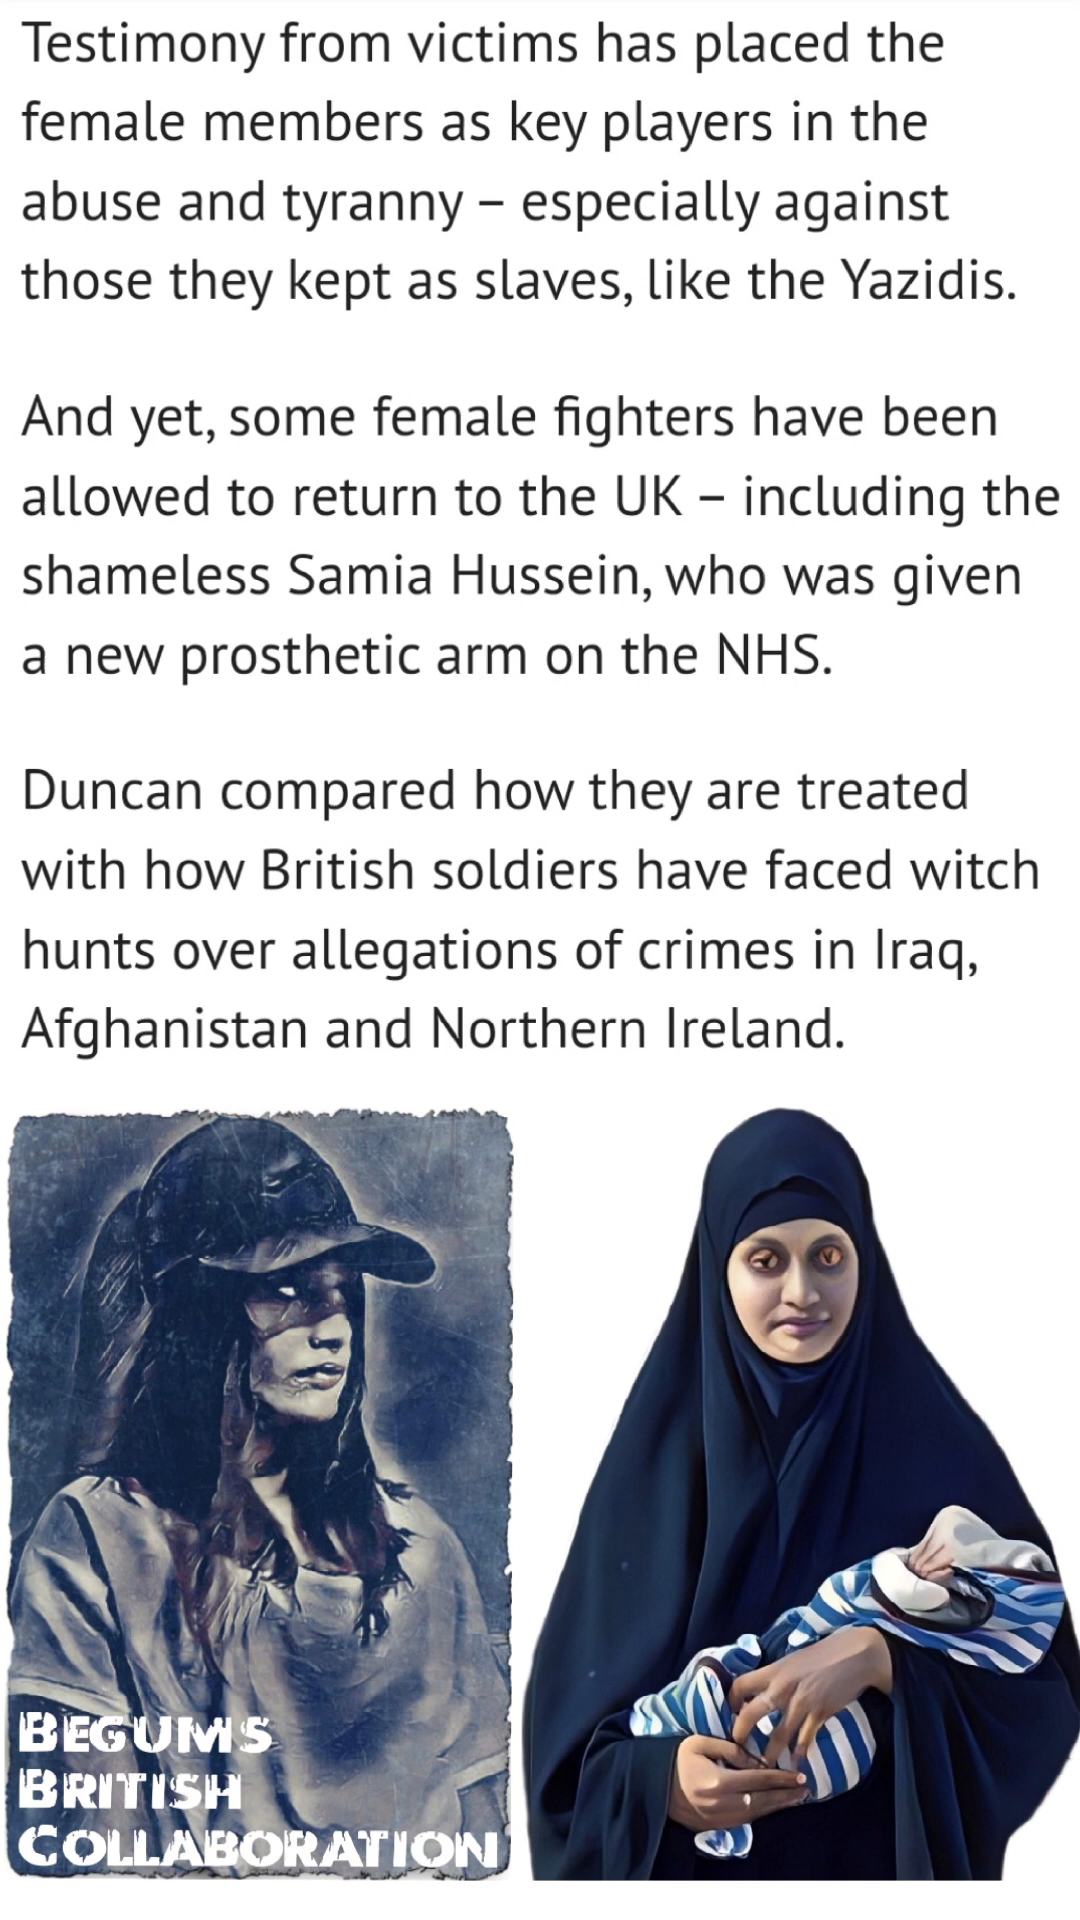 Testimony from victims has placed the
female members as key players in the
abuse and tyranny – especially against
those they kept as slaves, like the Yazidis.
And yet, some female fighters have been
allowed to return to the UK – including the
shameless Samia Hussein, who was given
a new prosthetic arm on the NHS.
Duncan compared how they are treated
with how British soldiers have faced witch
hunts over allegations of crimes in Iraq,
Afghanistan and Northern Ireland.
BEGUMS
BRITISH
COLLABORATION